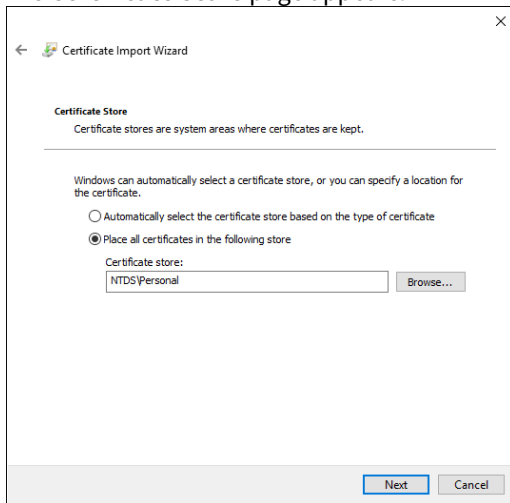 page appears.
Certificate Import Wizard
Certificate Store
Certificate stores are system areas where certificates are kept.
Windows can automatically select a certificate store, or you can specify a location for
the certificate.
Automatically select the certificate store based on the type of certificate
Place all certificates in the following store
Certificate store:
NTDS\Personal
Browse...
Next
Cancel